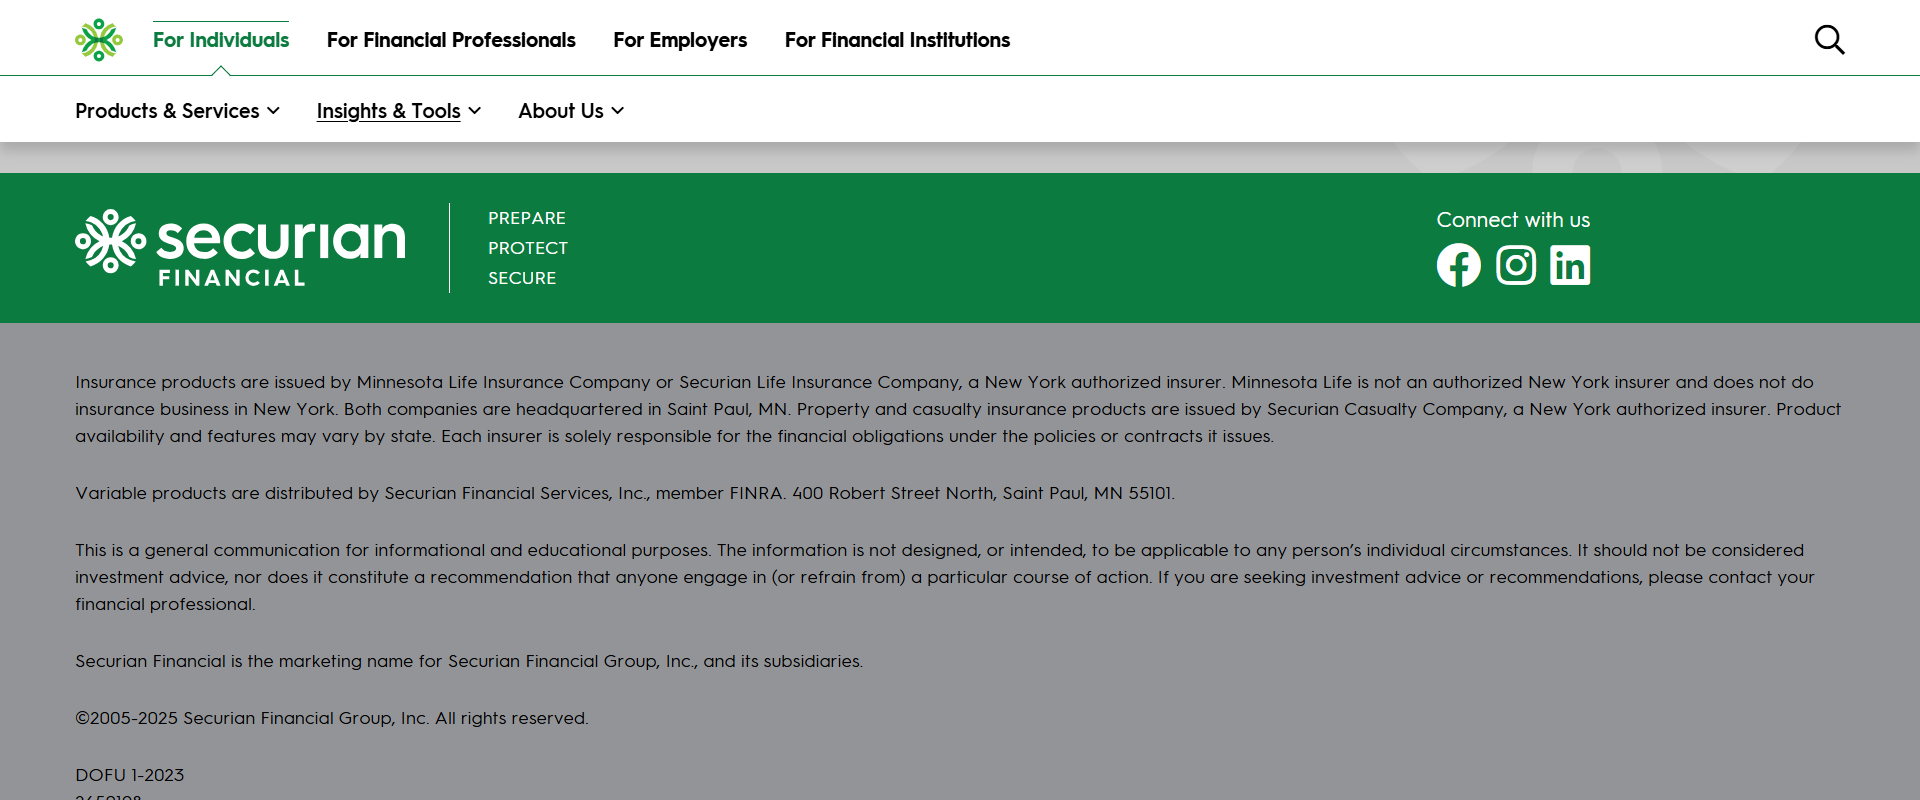 For Individuals
For Financial Professionals
For Employers
For Financial Institutions
Products & Services
Insights & Tools
About Us
securian
FINANCIAL
PREPARE
PROTECT
SECURE
Connect with us
Insurance products are issued by Minnesota Life Insurance Company or Securian Life Insurance Company, a New York authorized insurer. Minnesota Life is not an authorized New York insurer and does not do
insurance business in New York. Both companies are headquartered in Saint Paul, MN. Property and casualty insurance products are issued by Securian Casualty Company, a New York authorized insurer. Product
availability and features may vary by state. Each insurer is solely responsible for the financial obligations under the policies or contracts it issues.
Variable products are distributed by Securian Financial Services, Inc., member FINRA. 400 Robert Street North, Saint Paul, MN 55101.
This is a general communication for informational and educational purposes. The information is not designed, or intended, to be applicable to any person’s individual circumstances. It should not be considered
investment advice, nor does it constitute a recommendation that anyone engage in (or refrain from) a particular course of action. If you are seeking investment advice or recommendations, please contact your
financial professional.
Securian Financial is the marketing name for Securian Financial Group, Inc., and its subsidiaries.
©2005-2025 Securian Financial Group, Inc. All rights reserved.
DOFU 1-2023